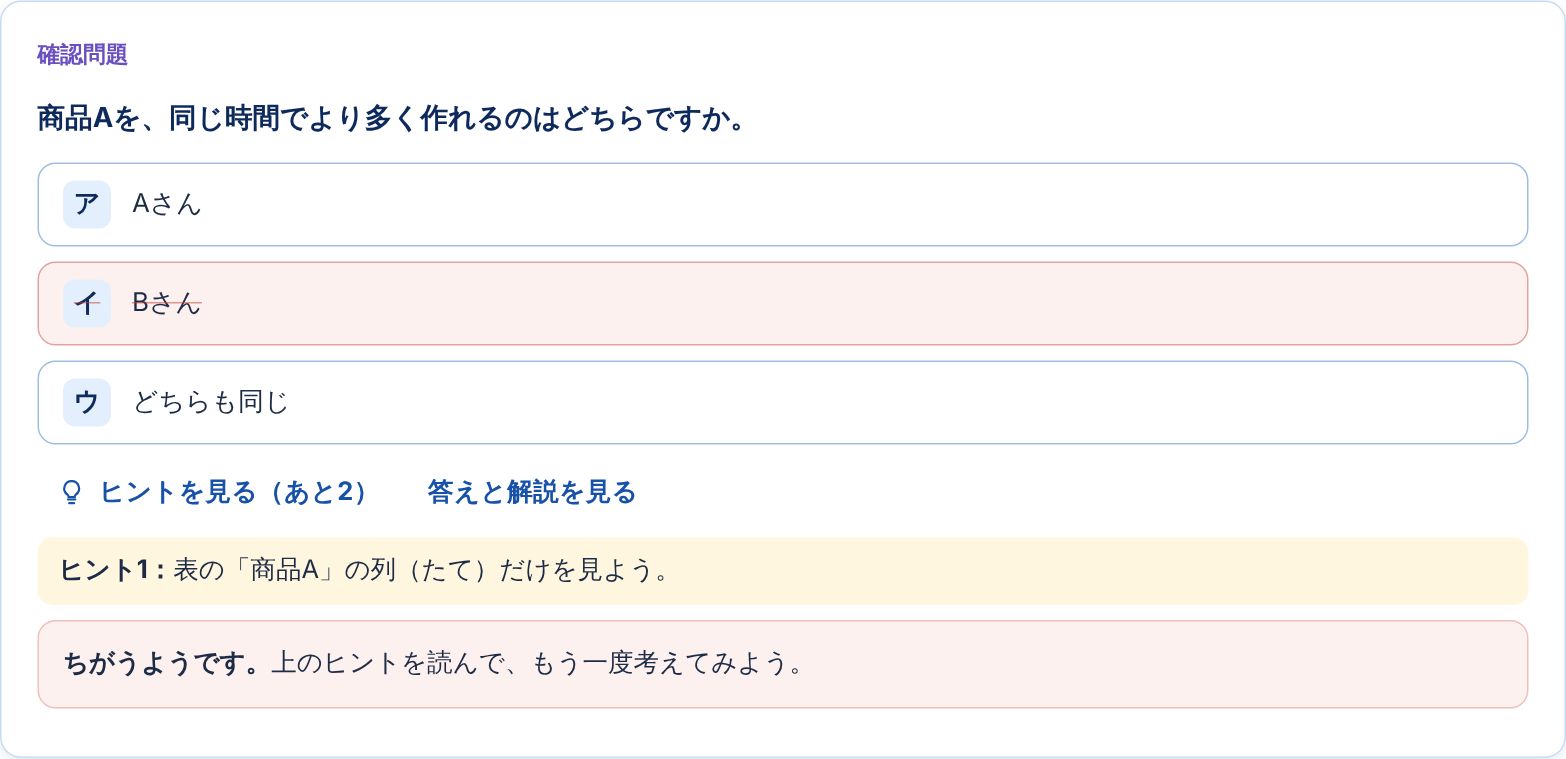 確認問題
商品Aを、同じ時間でより多く作れるのはどちらですか。
ア Aさん
イ Bさん
ウ どちらも同じ
ヒントを見る（あと2） 答えと解説を見る
ヒント1：表の「商品A」の列（たて）だけを見よう。
ちがうようです。上のヒントを読んで、もう一度考えてみよう。